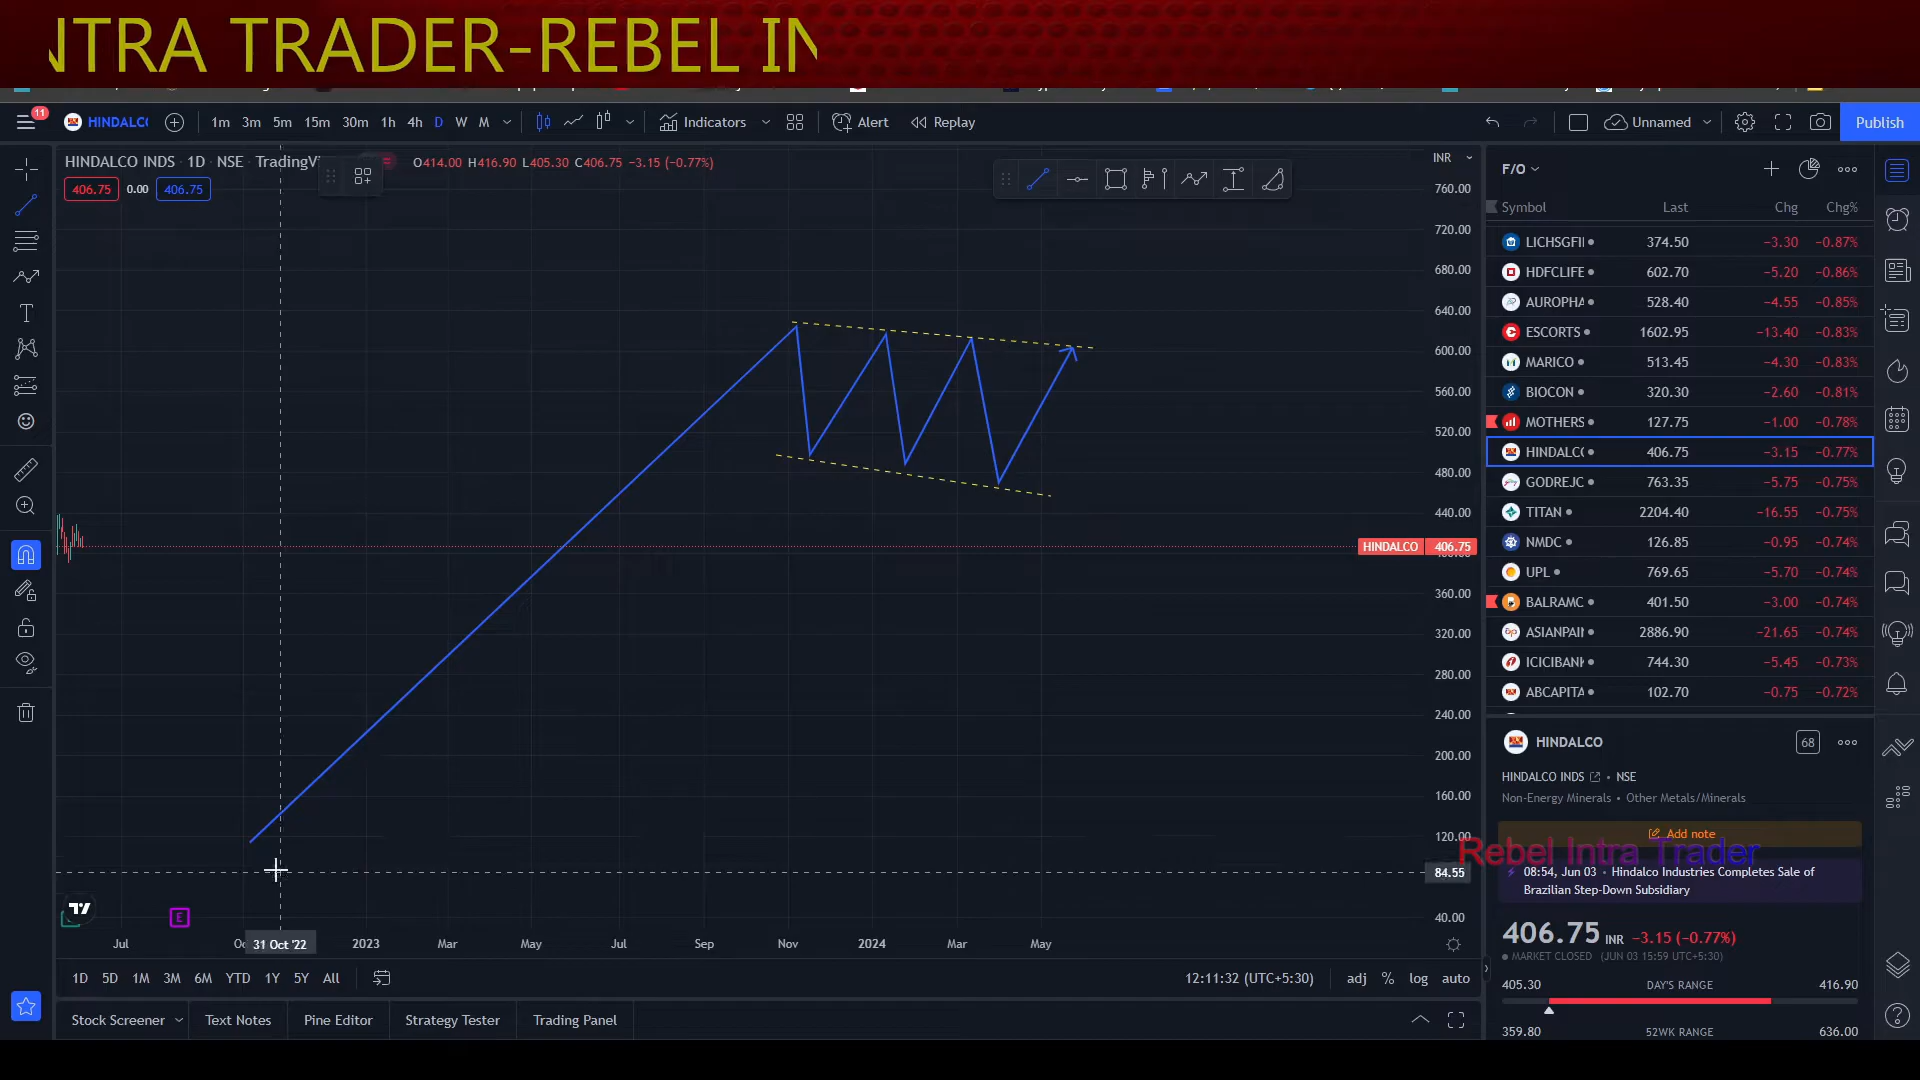 NTRA TRADER-REBEL IN
11
HINDALC
1m 3m 5m 15m 30m 1h 4h D W M
Indicators
Alert
Replay
Unnamed
Publish
HINDALCO INDS · 1D · NSE · TradingVi
O414.00 H416.90 L405.30 C406.75 −3.15 (−0.77%)
406.75 0.00 406.75
INR
760.00
720.00
680.00
640.00
600.00
560.00
520.00
480.00
440.00
HINDALCO 406.75
360.00
320.00
280.00
240.00
200.00
160.00
120.00
84.55
40.00
E
Jul 31 Oct '22 2023 Mar May Jul Sep Nov 2024 Mar May
1D 5D 1M 3M 6M YTD 1Y 5Y All
12:11:32 (UTC+5:30)
adj % log auto
Stock Screener Text Notes Pine Editor Strategy Tester Trading Panel
F/O
Symbol Last Chg Chg%
LICHSGFII 374.50 −3.30 −0.87%
HDFCLIFE 602.70 −5.20 −0.86%
AUROPHA 528.40 −4.55 −0.85%
ESCORTS 1602.95 −13.40 −0.83%
MARICO 513.45 −4.30 −0.83%
BIOCON 320.30 −2.60 −0.81%
MOTHERS 127.75 −1.00 −0.78%
HINDALC 406.75 −3.15 −0.77%
GODREJC 763.35 −5.75 −0.75%
TITAN 2204.40 −16.55 −0.75%
NMDC 126.85 −0.95 −0.74%
UPL 769.65 −5.70 −0.74%
BALRAMC 401.50 −3.00 −0.74%
ASIANPAI 2886.90 −21.65 −0.74%
ICICIBANK 744.30 −5.45 −0.73%
ABCAPITA 102.70 −0.75 −0.72%
HINDALCO 68
HINDALCO INDS • NSE
Non-Energy Minerals • Other Metals/Minerals
Add note
Rebel Intra Trader
08:54, Jun 03 • Hindalco Industries Completes Sale of
Brazilian Step-Down Subsidiary
406.75 INR −3.15 (−0.77%)
MARKET CLOSED (JUN 03 15:59 UTC+5:30)
405.30 DAY'S RANGE 416.90
359.80 52WK RANGE 636.00